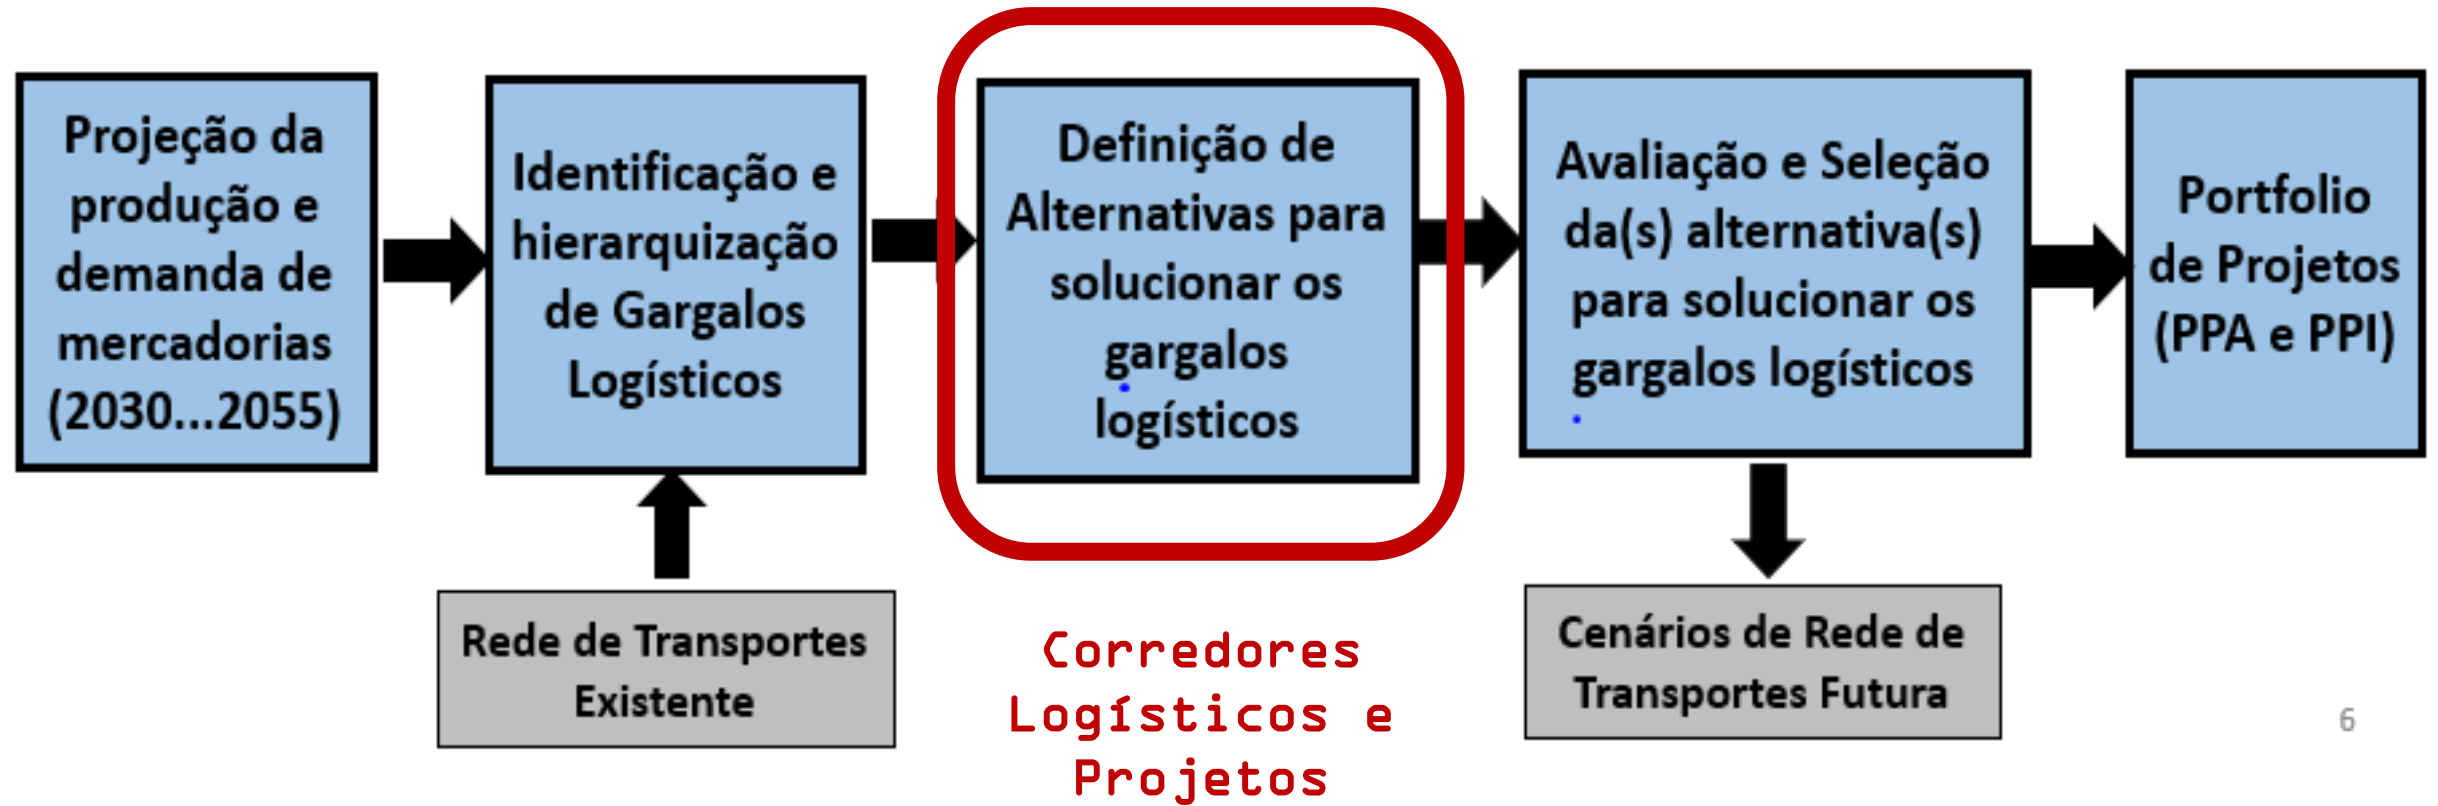 Projeção da
produção e
demanda de
mercadorias
(2030...2055)
Identificação e
hierarquização
de Gargalos
Logísticos
Definição de
Alternativas para
solucionar os
gargalos
logísticos
Avaliação e Seleção
da(s) alternativa(s)
para solucionar os
gargalos logísticos
Portfolio
de Projetos
(PPA e PPI)
Rede de Transportes
Existente
Corredores
Logísticos e
Projetos
Cenários de Rede de
Transportes Futura
6